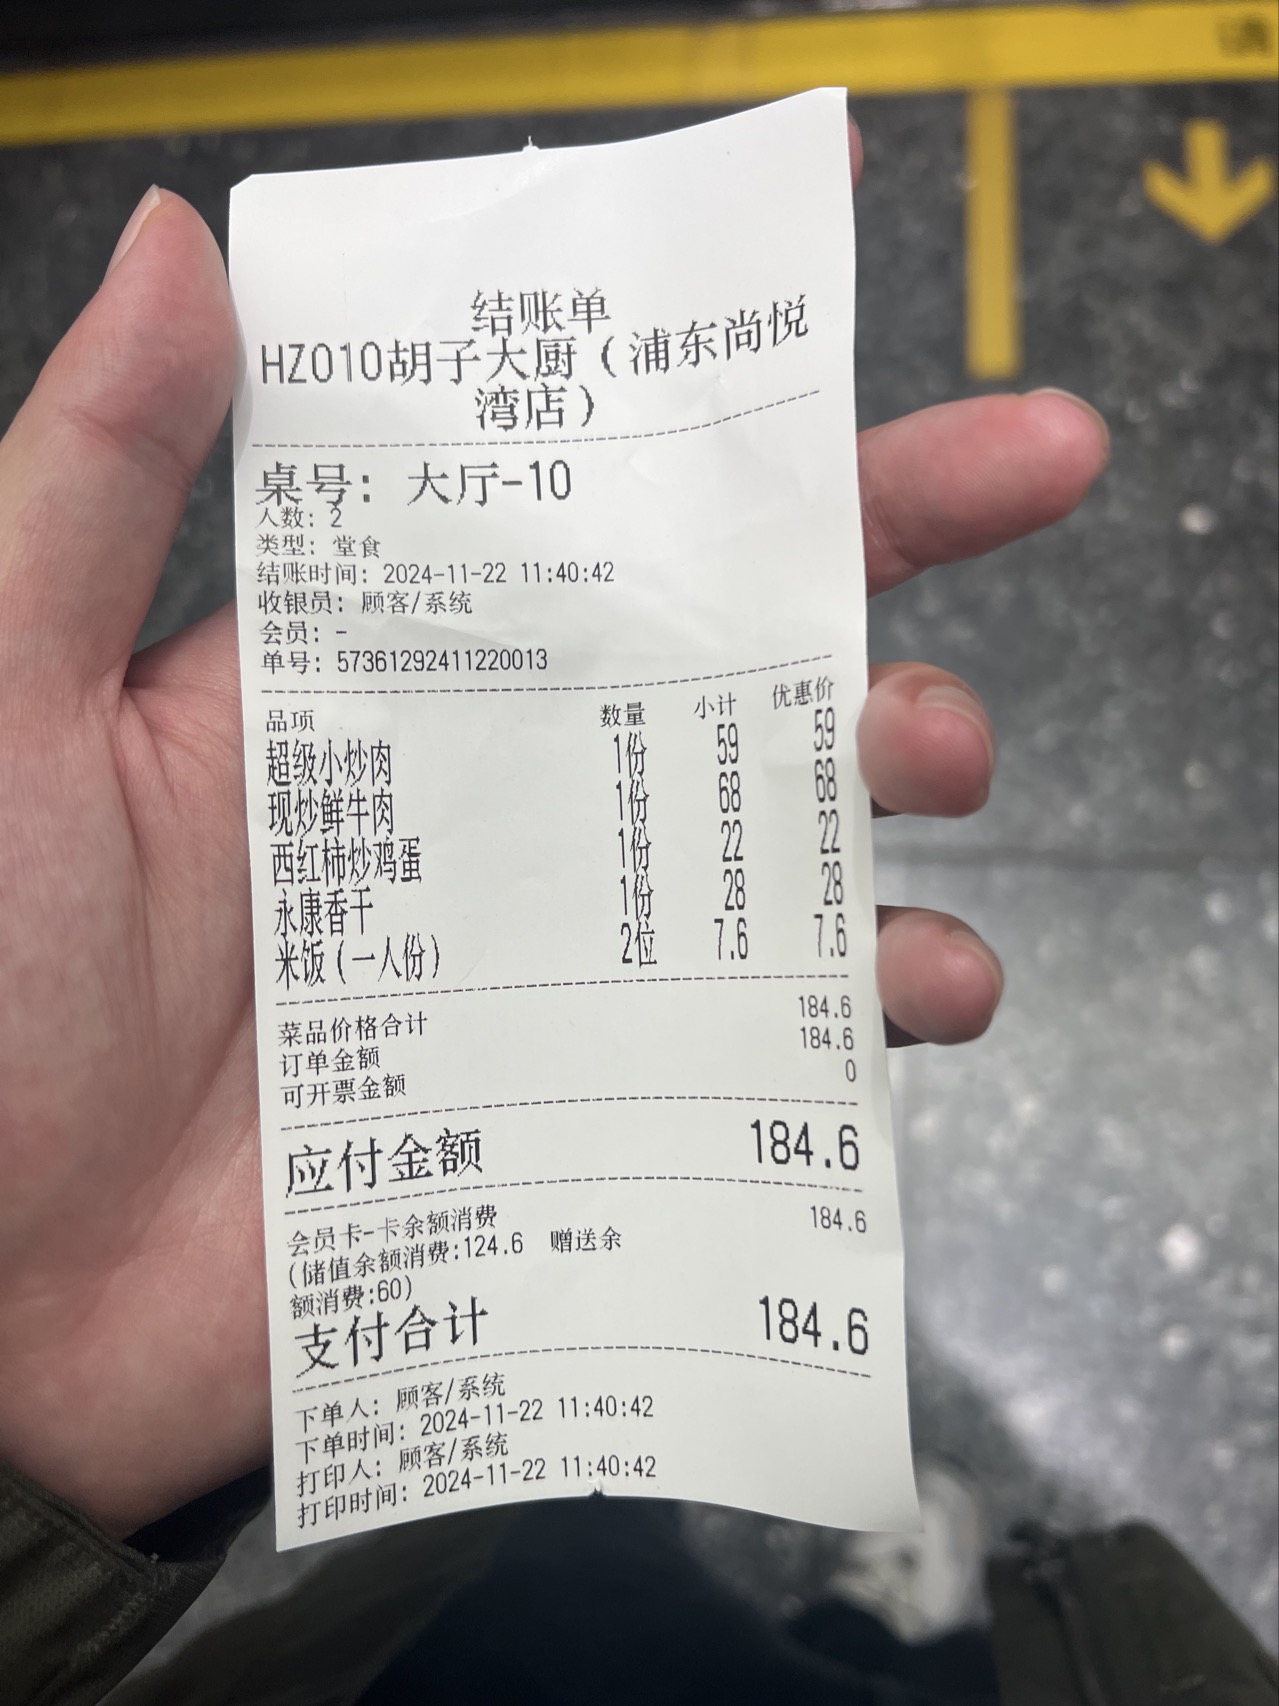 结账单
HZ010胡子大厨（浦东尚悦
湾店）
桌号：大厅-10
人数：2
类型：堂食
结账时间：2024-11-22 11:40:42
收银员：顾客/系统
会员：-
单号：57361292411220013
品项 数量 小计 优惠价
超级小炒肉 1份 59 59
现炒鲜牛肉 1份 68 68
西红柿炒鸡蛋 1份 22 22
永康香干 1份 28 28
米饭（一人份） 2位 7.6 7.6
菜品价格合计 184.6
订单金额 184.6
可开票金额 0
应付金额 184.6
会员卡-卡余额消费 184.6
(储值余额消费:124.6 赠送余
额消费:60)
支付合计 184.6
下单人：顾客/系统
下单时间：2024-11-22 11:40:42
打印人：顾客/系统
打印时间：2024-11-22 11:40:42